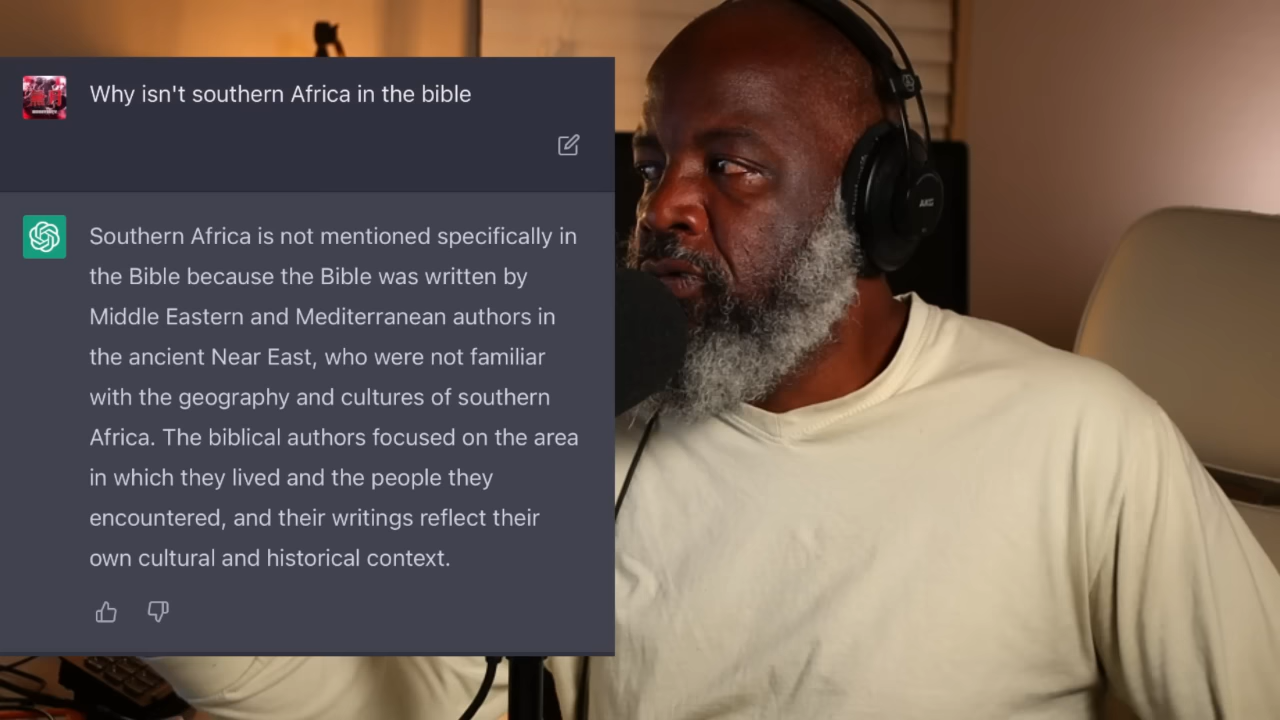 Why isn't southern Africa in the bible
Southern Africa is not mentioned specifically in
the Bible because the Bible was written by
Middle Eastern and Mediterranean authors in
the ancient Near East, who were not familiar
with the geography and cultures of southern
Africa. The biblical authors focused on the area
in which they lived and the people they
encountered, and their writings reflect their
own cultural and historical context.
AKG